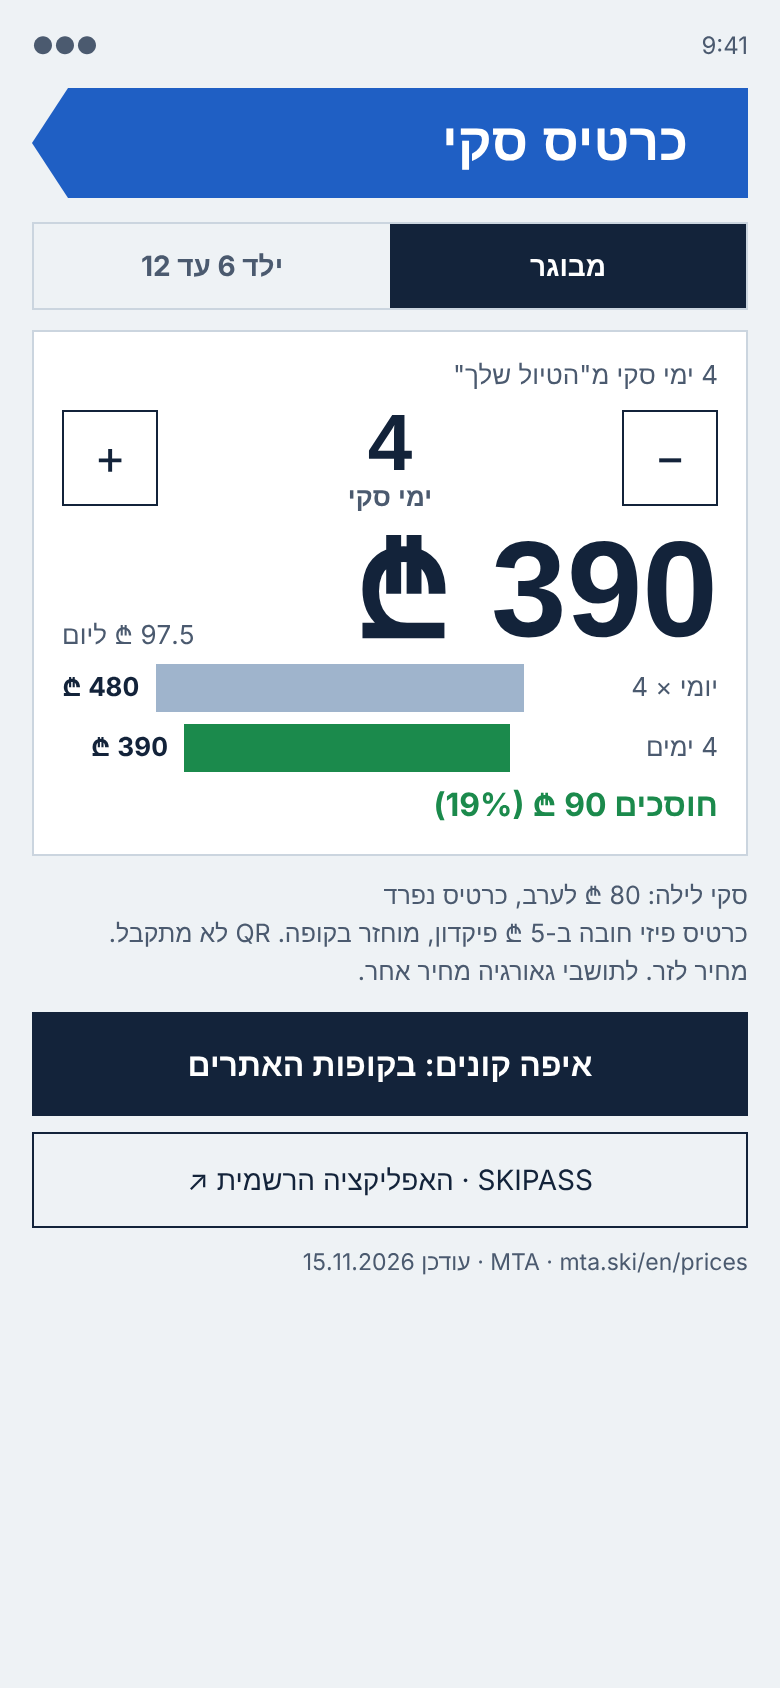 9:41
כרטיס סקי
מבוגר
ילד 6 עד 12
4 ימי סקי מ"הטיול שלך"
−
4
+
ימי סקי
390 ₾
97.5 ₾ ליום
יומי × 4
480 ₾
4 ימים
390 ₾
חוסכים 90 ₾ (19%)
סקי לילה: 80 ₾ לערב, כרטיס נפרד
כרטיס פיזי חובה ב-5 ₾ פיקדון, מוחזר בקופה. QR לא מתקבל.
מחיר לזר. לתושבי גאורגיה מחיר אחר.
איפה קונים: בקופות האתרים
SKIPASS · האפליקציה הרשמית ↗
mta.ski/en/prices · MTA · עודכן 15.11.2026